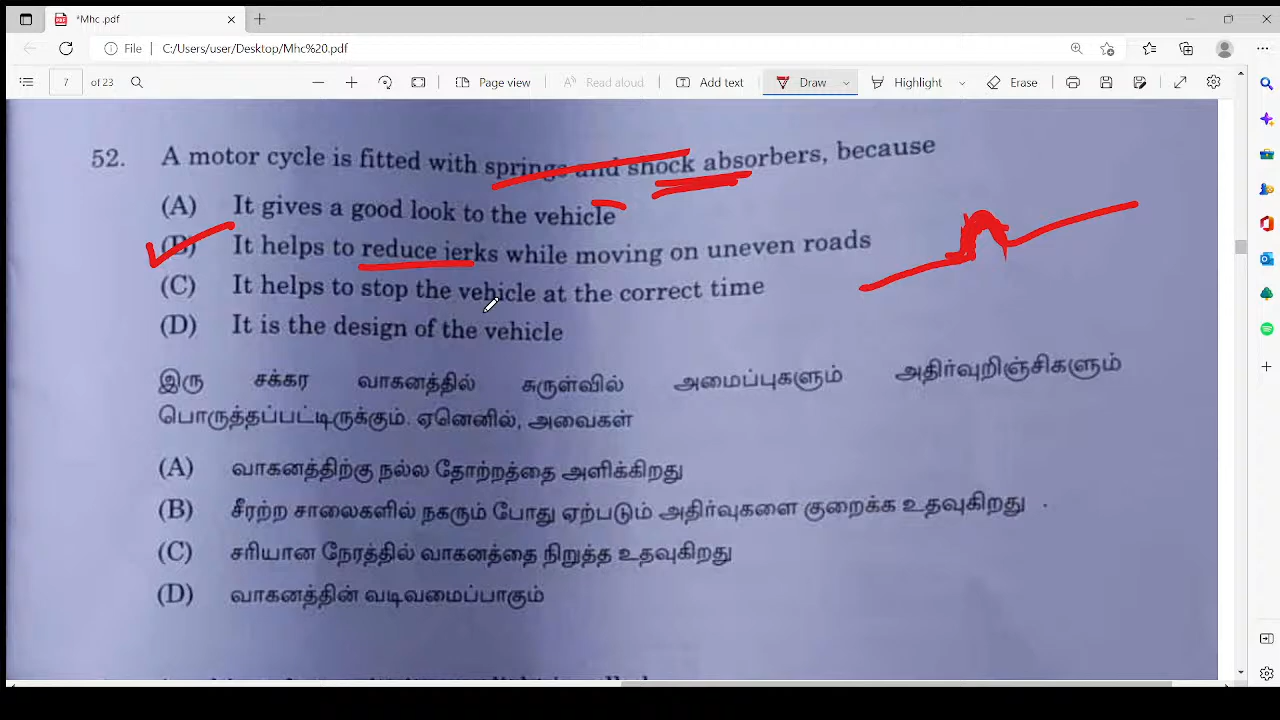 *Mhc .pdf
File
C:/Users/user/Desktop/Mhc%20.pdf
7 of 23
Page view
Read aloud
Add text
Draw
Highlight
Erase
52. A motor cycle is fitted with springs and shock absorbers, because
(A) It gives a good look to the vehicle
(B) It helps to reduce jerks while moving on uneven roads
(C) It helps to stop the vehicle at the correct time
(D) It is the design of the vehicle
இரு சக்கர வாகனத்தில் சுருள்வில் அமைப்புகளும் அதிர்வுறிஞ்சிகளும்
பொருத்தப்பட்டிருக்கும். ஏனெனில், அவைகள்
(A) வாகனத்திற்கு நல்ல தோற்றத்தை அளிக்கிறது
(B) சீரற்ற சாலைகளில் நகரும் போது ஏற்படும் அதிர்வுகளை குறைக்க உதவுகிறது .
(C) சரியான நேரத்தில் வாகனத்தை நிறுத்த உதவுகிறது
(D) வாகனத்தின் வடிவமைப்பாகும்